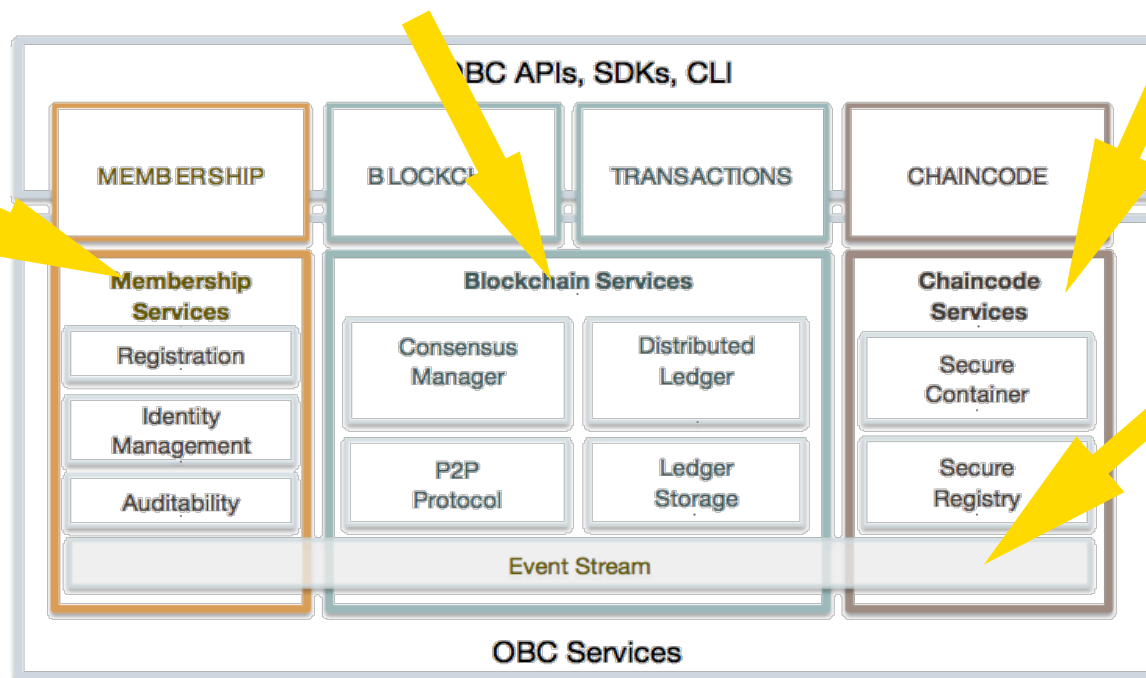 OBC APIs, SDKs, CLI
MEMBERSHIP
TRANSACTIONS
CHAINCODE
Membership
Services
Registration
Identity
Management
Auditability
Blockchain Services
Consensus
Manager
Distributed
Ledger
P2P
Protocol
Ledger
Storage
Chaincode
Services
Secure
Container
Secure
Registry
Event Stream
OBC Services